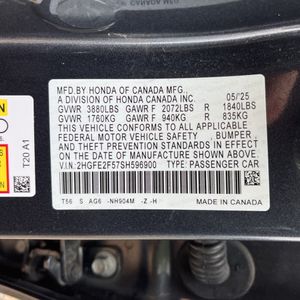 CANADA MFG.
MFD.BY HONDA OF CANADA MFG.,
A DIVISION OF HONDA CANADA INC. 05/'25
GVWR 3880LBS GAWR F 2072LBS R 1840LBS
GVWR 1760KG GAWR F 940KG R 835KG
THIS VEHICLE CONFORMS TO ALL APPLICABLE
FEDERAL MOTOR VEHICLE SAFETY , BUMPER
AND THEFT PREVENTION STANDARDS IN EFFECT
ON THE DATE OF MANUFACTURE SHOWN ABOVE.
V.I.N:2HGFE2F57SH596900 TYPE: PASSENGER CAR
T56 S AG6 -NH904M -Z -H
MADE IN CANADA
T20 A1